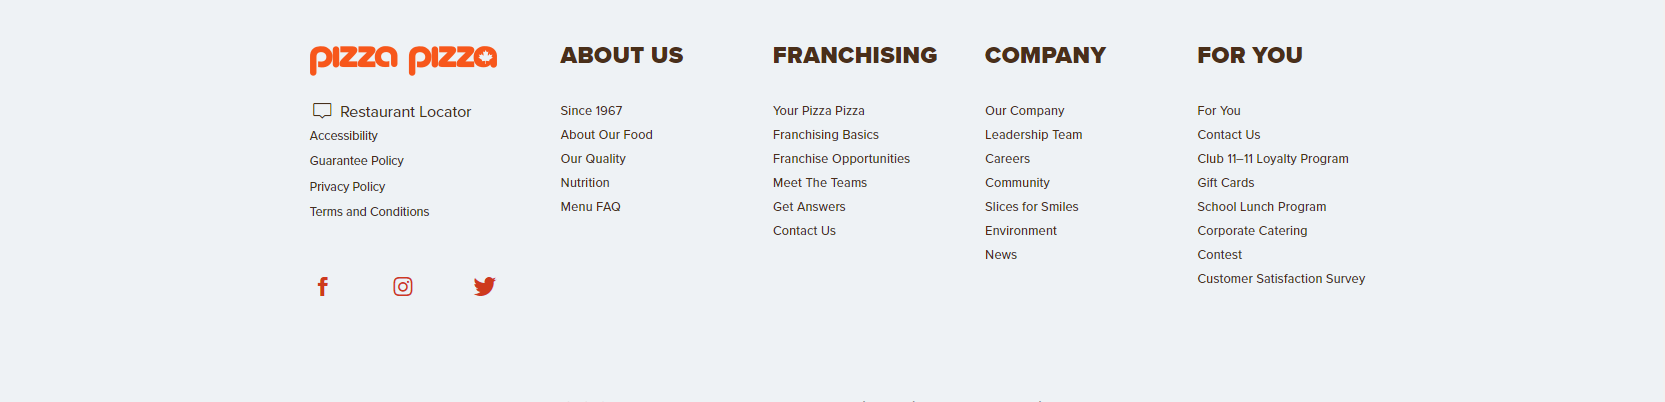 pizza pizza
Restaurant Locator
Accessibility
Guarantee Policy
Privacy Policy
Terms and Conditions
ABOUT US
Since 1967
About Our Food
Our Quality
Nutrition
Menu FAQ
FRANCHISING
Your Pizza Pizza
Franchising Basics
Franchise Opportunities
Meet The Teams
Get Answers
Contact Us
COMPANY
Our Company
Leadership Team
Careers
Community
Slices for Smiles
Environment
News
FOR YOU
For You
Contact Us
Club 11–11 Loyalty Program
Gift Cards
School Lunch Program
Corporate Catering
Contest
Customer Satisfaction Survey